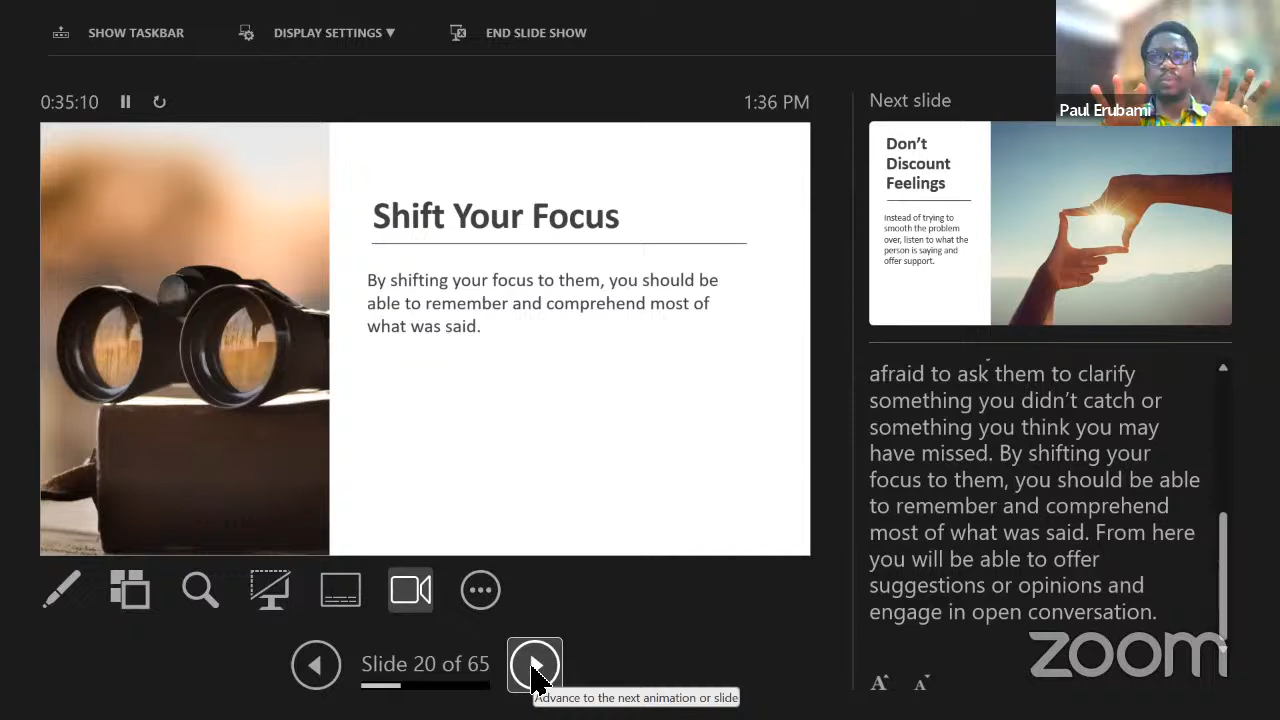 SHOW TASKBAR
DISPLAY SETTINGS ▼
END SLIDE SHOW
0:35:10
1:36 PM
Shift Your Focus
By shifting your focus to them, you should be
able to remember and comprehend most of
what was said.
Slide 20 of 65
Advance to the next animation or slide
Paul Erubami
Next slide
Don’t
Discount
Feelings
Instead of trying to
smooth the problem
over, listen to what the
person is saying and
offer support.
afraid to ask them to clarify
something you didn’t catch or
something you think you may
have missed. By shifting your
focus to them, you should be able
to remember and comprehend
most of what was said. From here
you will be able to offer
suggestions or opinions and
engage in open conversation.
A A
zoom